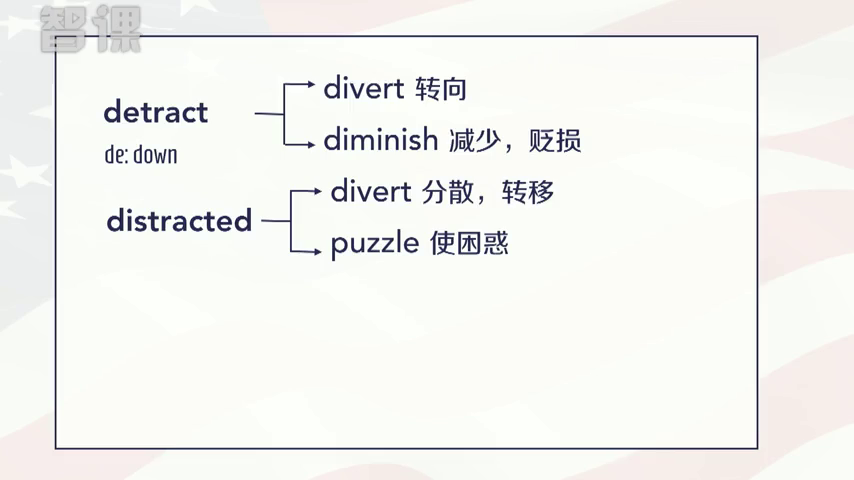 智课
detract
de: down
divert 转向
diminish 减少，贬损
distracted
divert 分散，转移
puzzle 使困惑